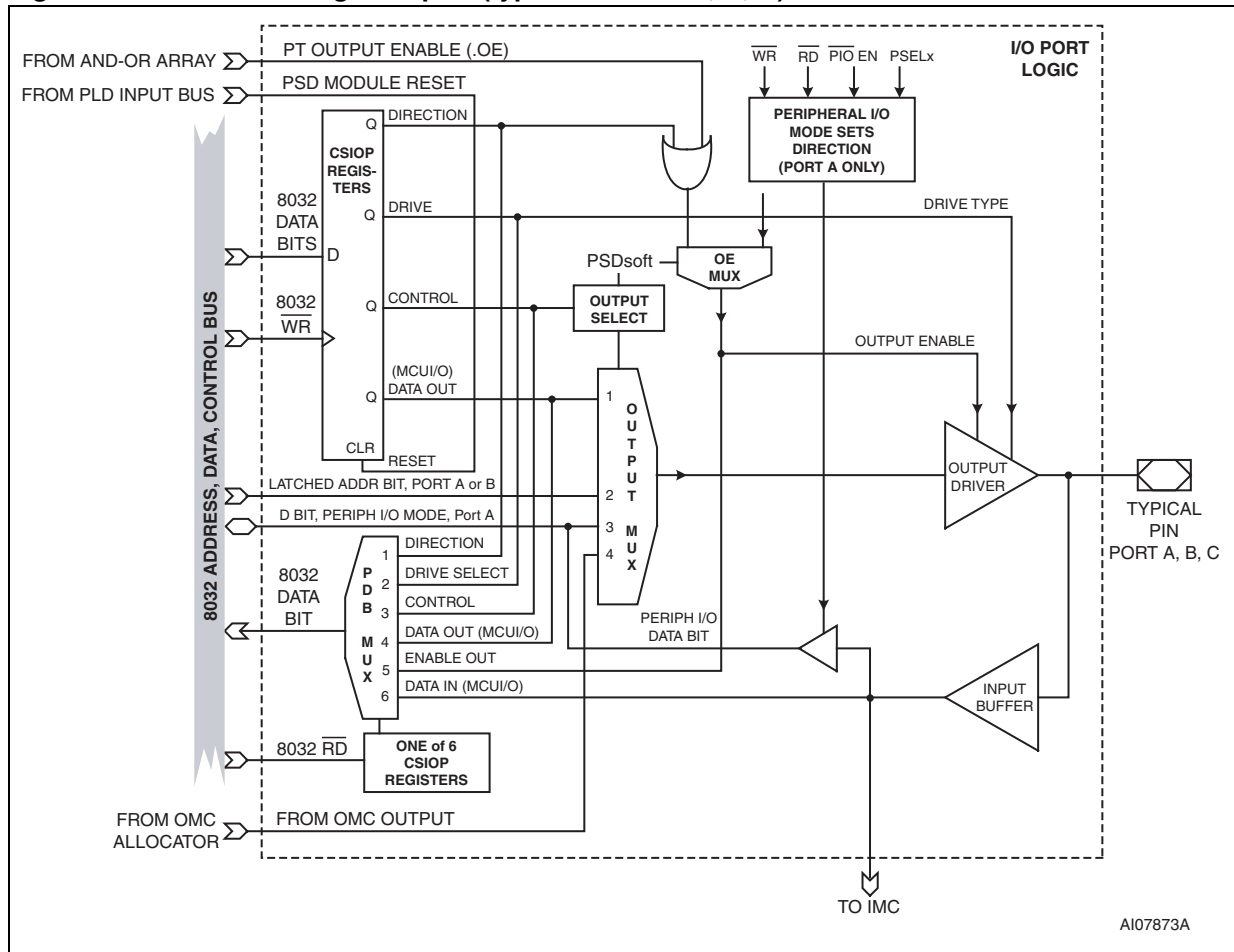 FROM AND-OR ARRAY
PT OUTPUT ENABLE (.OE)
WR RD PIO EN PSELx
I/O PORT
LOGIC
FROM PLD INPUT BUS
PSD MODULE RESET
Q
DIRECTION
CSIOP
REGIS-
TERS
PERIPHERAL I/O
MODE SETS
DIRECTION
(PORT A ONLY)
8032
DATA
BITS
D
Q
DRIVE
DRIVE TYPE
PSDsoft
OE
MUX
8032
WR
Q
CONTROL
OUTPUT
SELECT
OUTPUT ENABLE
(MCUI/O)
Q
DATA OUT
1
OUTPUT MUX
CLR
RESET
OUTPUT
DRIVER
LATCHED ADDR BIT, PORT A or B
2
TYPICAL
PIN
PORT A, B, C
D BIT, PERIPH I/O MODE, Port A
3
4
8032 ADDRESS, DATA, CONTROL BUS
8032
DATA
BIT
PDB MUX
1 DIRECTION
2 DRIVE SELECT
3 CONTROL
4 DATA OUT (MCUI/O)
5 ENABLE OUT
6 DATA IN (MCUI/O)
PERIPH I/O
DATA BIT
INPUT
BUFFER
8032 RD
ONE of 6
CSIOP
REGISTERS
FROM OMC
ALLOCATOR
FROM OMC OUTPUT
TO IMC
AI07873A